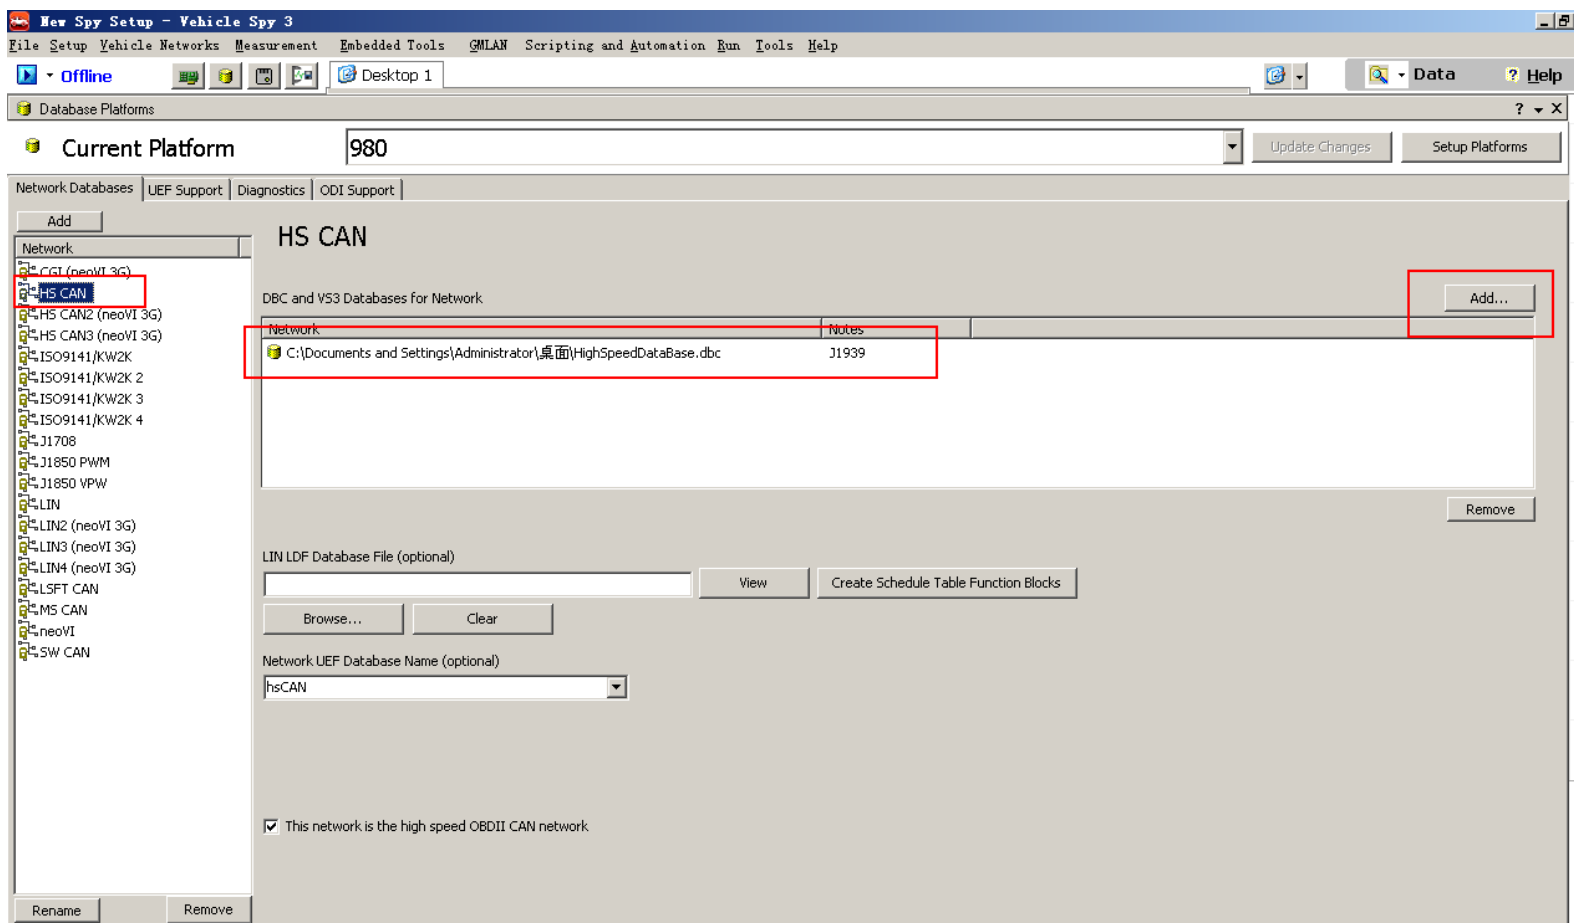 New Spy Setup - Vehicle Spy 3
File Setup Vehicle Networks Measurement Embedded Tools GMLAN Scripting and Automation Run Tools Help
Offline Desktop 1 Data ? Help
Database Platforms ? X
Current Platform 980 Update Changes Setup Platforms
Network Databases UEF Support Diagnostics ODI Support
Add
HS CAN
Network
CGI (neoVI 3G)
HS CAN
HS CAN2 (neoVI 3G)
HS CAN3 (neoVI 3G)
ISO9141/KW2K
ISO9141/KW2K 2
ISO9141/KW2K 3
ISO9141/KW2K 4
J1708
J1850 PWM
J1850 VPW
LIN
LIN2 (neoVI 3G)
LIN3 (neoVI 3G)
LIN4 (neoVI 3G)
LSFT CAN
MS CAN
neoVI
SW CAN
Rename Remove
DBC and VS3 Databases for Network Add...
Network Notes
C:\Documents and Settings\Administrator\桌面\HighSpeedDataBase.dbc J1939
Remove
LIN LDF Database File (optional)
View Create Schedule Table Function Blocks
Browse... Clear
Network UEF Database Name (optional)
hsCAN
This network is the high speed OBDII CAN network